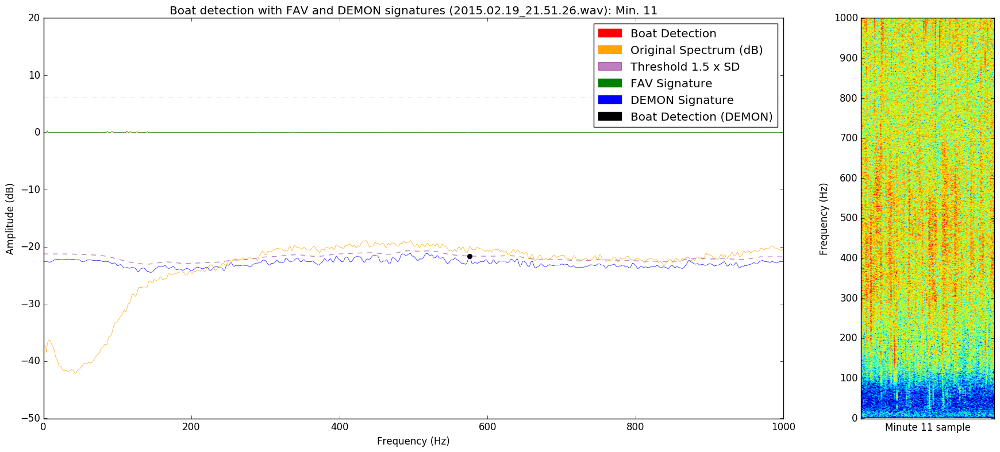 Boat detection with FAV and DEMON signatures (2015.02.19_21.51.26.wav): Min. 11
Boat Detection
Original Spectrum (dB)
Threshold 1.5 x SD
FAV Signature
DEMON Signature
Boat Detection (DEMON)
Amplitude (dB)
20
10
0
−10
−20
−30
−40
−50
0
200
400
600
800
1000
Frequency (Hz)
Frequency (Hz)
1000
900
800
700
600
500
400
300
200
100
0
Minute 11 sample